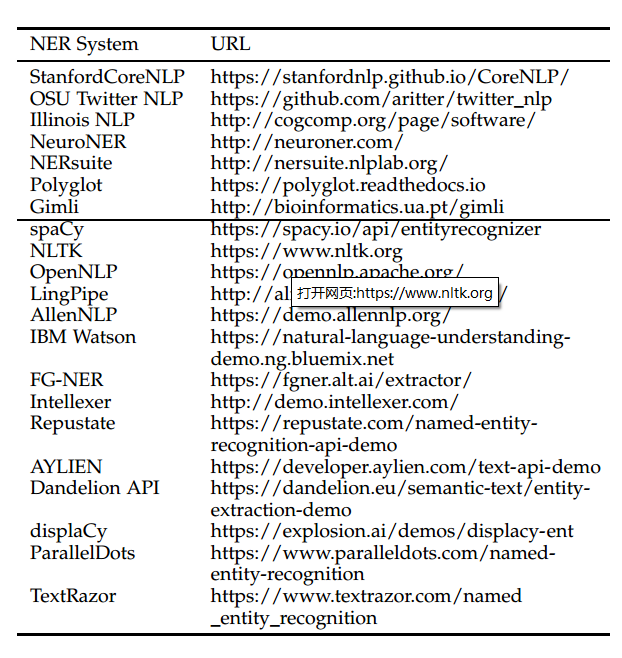 NER System URL
StanfordCoreNLP https://stanfordnlp.github.io/CoreNLP/
OSU Twitter NLP https://github.com/aritter/twitter_nlp
Illinois NLP http://cogcomp.org/page/software/
NeuroNER http://neuroner.com/
NERsuite http://nersuite.nlplab.org/
Polyglot https://polyglot.readthedocs.io
Gimli http://bioinformatics.ua.pt/gimli
spaCy https://spacy.io/api/entityrecognizer
NLTK https://www.nltk.org
OpenNLP https://opennlp.apache.org/
LingPipe http://al
打开网页:https://www.nltk.org
AllenNLP https://demo.allennlp.org/
IBM Watson https://natural-language-understanding-
demo.ng.bluemix.net
FG-NER https://fgner.alt.ai/extractor/
Intellexer http://demo.intellexer.com/
Repustate https://repustate.com/named-entity-
recognition-api-demo
AYLIEN https://developer.aylien.com/text-api-demo
Dandelion API https://dandelion.eu/semantic-text/entity-
extraction-demo
displaCy https://explosion.ai/demos/displacy-ent
ParallelDots https://www.paralleldots.com/named-
entity-recognition
TextRazor https://www.textrazor.com/named
_entity_recognition